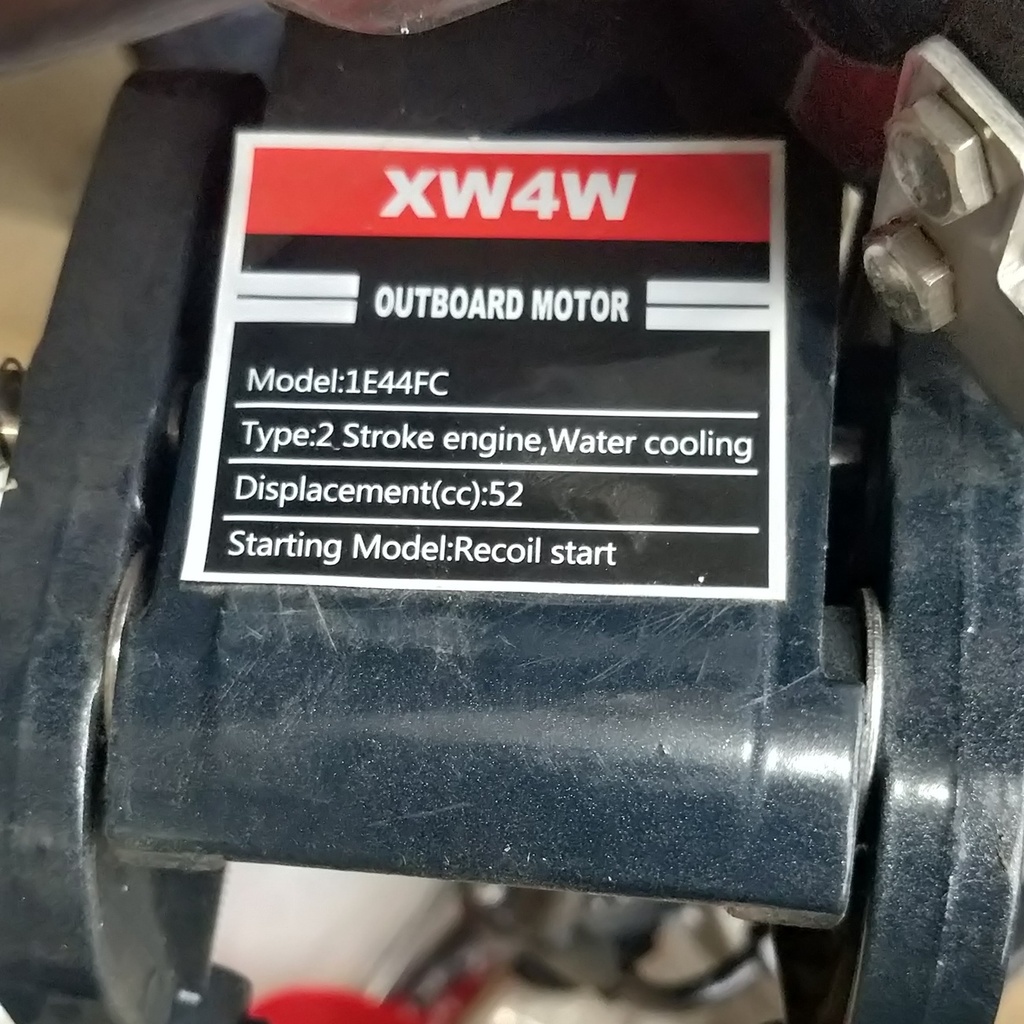 XW4W
OUTBOARD MOTOR
Model:1E44FC
Type:2 Stroke engine,Water cooling
Displacement(cc):52
Starting Model:Recoil start